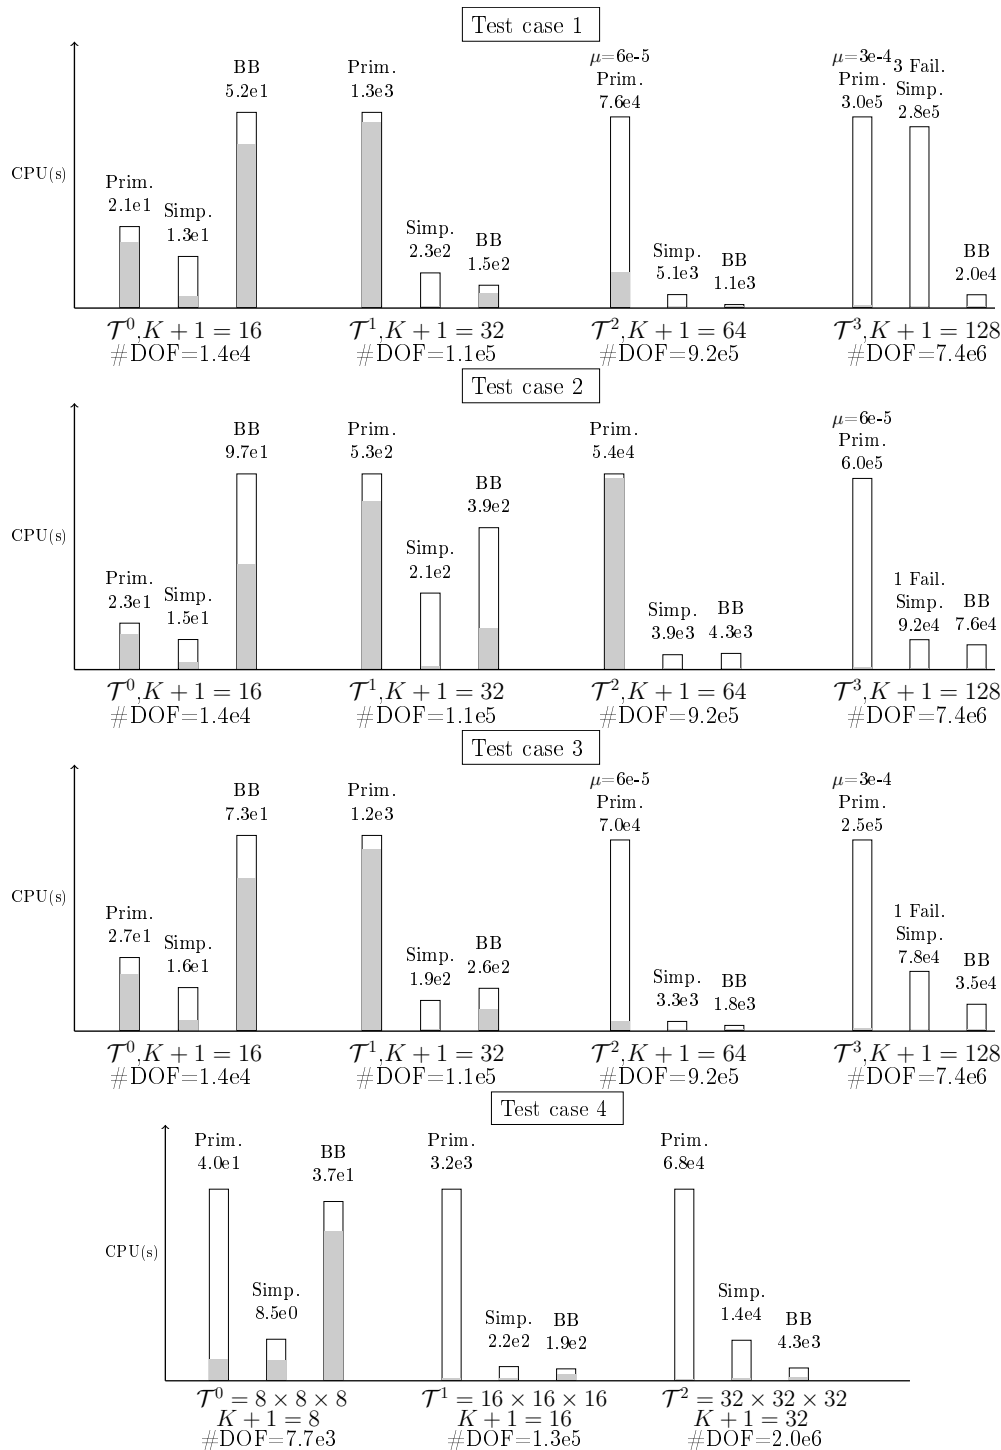 Test case 1
CPU(s)
Prim.
2.1e1
Simp.
1.3e1
BB
5.2e1
Prim.
1.3e3
Simp.
2.3e2
BB
1.5e2
μ=6e-5
Prim.
7.6e4
Simp.
5.1e3
BB
1.1e3
μ=3e-4
Prim.
3.0e5
3 Fail.
Simp.
2.8e5
BB
2.0e4
𝒯⁰,K + 1 = 16
#DOF=1.4e4
𝒯¹,K + 1 = 32
#DOF=1.1e5
𝒯²,K + 1 = 64
#DOF=9.2e5
𝒯³,K + 1 = 128
#DOF=7.4e6
Test case 2
CPU(s)
Prim.
2.3e1
Simp.
1.5e1
BB
9.7e1
Prim.
5.3e2
Simp.
2.1e2
BB
3.9e2
Prim.
5.4e4
Simp.
3.9e3
BB
4.3e3
μ=6e-5
Prim.
6.0e5
1 Fail.
Simp.
9.2e4
BB
7.6e4
𝒯⁰,K + 1 = 16
#DOF=1.4e4
𝒯¹,K + 1 = 32
#DOF=1.1e5
𝒯²,K + 1 = 64
#DOF=9.2e5
𝒯³,K + 1 = 128
#DOF=7.4e6
Test case 3
CPU(s)
Prim.
2.7e1
Simp.
1.6e1
BB
7.3e1
Prim.
1.2e3
Simp.
1.9e2
BB
2.6e2
μ=6e-5
Prim.
7.0e4
Simp.
3.3e3
BB
1.8e3
μ=3e-4
Prim.
2.5e5
1 Fail.
Simp.
7.8e4
BB
3.5e4
𝒯⁰,K + 1 = 16
#DOF=1.4e4
𝒯¹,K + 1 = 32
#DOF=1.1e5
𝒯²,K + 1 = 64
#DOF=9.2e5
𝒯³,K + 1 = 128
#DOF=7.4e6
Test case 4
CPU(s)
Prim.
4.0e1
Simp.
8.5e0
BB
3.7e1
Prim.
3.2e3
Simp.
2.2e2
BB
1.9e2
Prim.
6.8e4
Simp.
1.4e4
BB
4.3e3
𝒯⁰ = 8 × 8 × 8
K + 1 = 8
#DOF=7.7e3
𝒯¹ = 16 × 16 × 16
K + 1 = 16
#DOF=1.3e5
𝒯² = 32 × 32 × 32
K + 1 = 32
#DOF=2.0e6